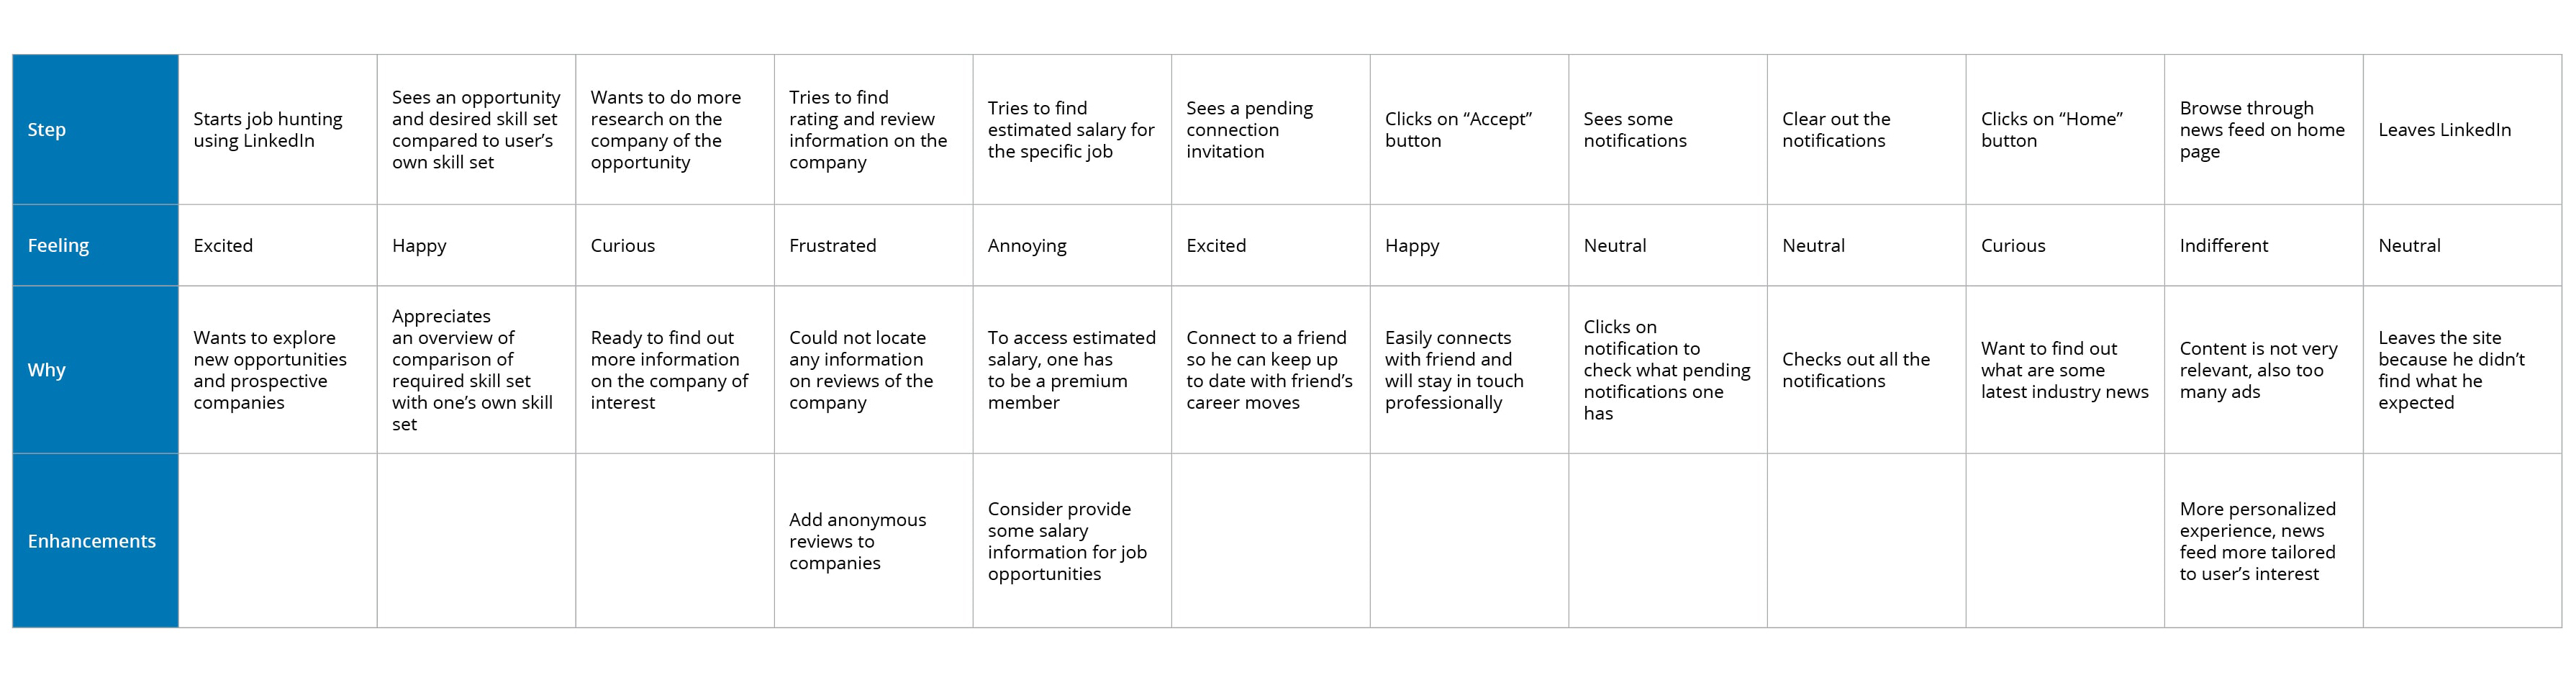 Step
Starts job hunting
using LinkedIn
Sees an opportunity
and desired skill set
compared to user’s
own skill set
Wants to do more
research on the
company of the
opportunity
Tries to find
rating and review
information on the
company
Tries to find
estimated salary for
the specific job
Sees a pending
connection
invitation
Clicks on “Accept”
button
Sees some
notifications
Clear out the
notifications
Clicks on “Home”
button
Browse through
news feed on home
page
Leaves LinkedIn
Feeling
Excited
Happy
Curious
Frustrated
Annoying
Excited
Happy
Neutral
Neutral
Curious
Indifferent
Neutral
Why
Wants to explore
new opportunities
and prospective
companies
Appreciates
an overview of
comparison of
required skill set
with one’s own skill
set
Ready to find out
more information
on the company of
interest
Could not locate
any information
on reviews of the
company
To access estimated
salary, one has
to be a premium
member
Connect to a friend
so he can keep up
to date with friend’s
career moves
Easily connects
with friend and
will stay in touch
professionally
Clicks on
notification to
check what pending
notifications one
has
Checks out all the
notifications
Want to find out
what are some
latest industry news
Content is not very
relevant, also too
many ads
Leaves the site
because he didn’t
find what he
expected
Enhancements
Add anonymous
reviews to
companies
Consider provide
some salary
information for job
opportunities
More personalized
experience, news
feed more tailored
to user’s interest